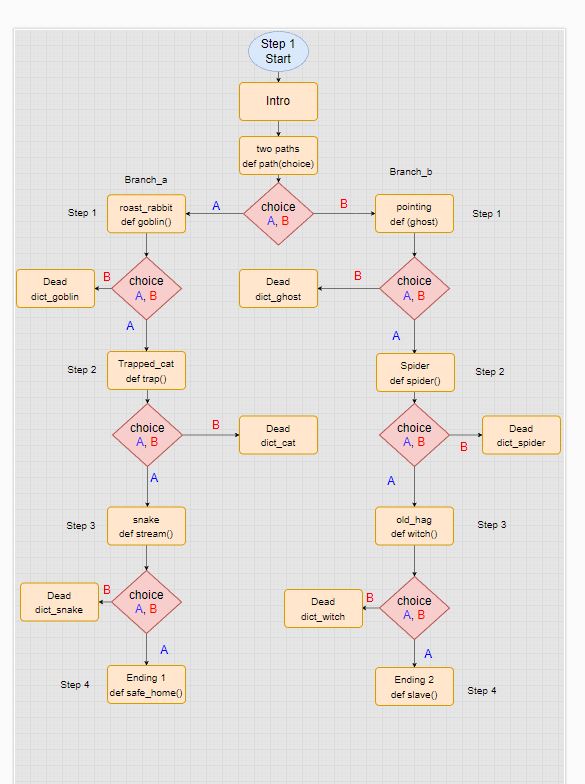 Step 1
Start
Intro
two paths
def path(choice)
Branch_a
Branch_b
Step 1
roast_rabbit
def goblin()
A
choice
A, B
B
pointing
def (ghost)
Step 1
Dead
dict_goblin
B
choice
A, B
Dead
dict_ghost
B
choice
A, B
A
A
Step 2
Trapped_cat
def trap()
Spider
def spider()
Step 2
choice
A, B
B
Dead
dict_cat
choice
A, B
B
Dead
dict_spider
A
A
Step 3
snake
def stream()
old_hag
def witch()
Step 3
Dead
dict_snake
B
choice
A, B
Dead
dict_witch
B
choice
A, B
A
A
Step 4
Ending 1
def safe_home()
Ending 2
def slave()
Step 4